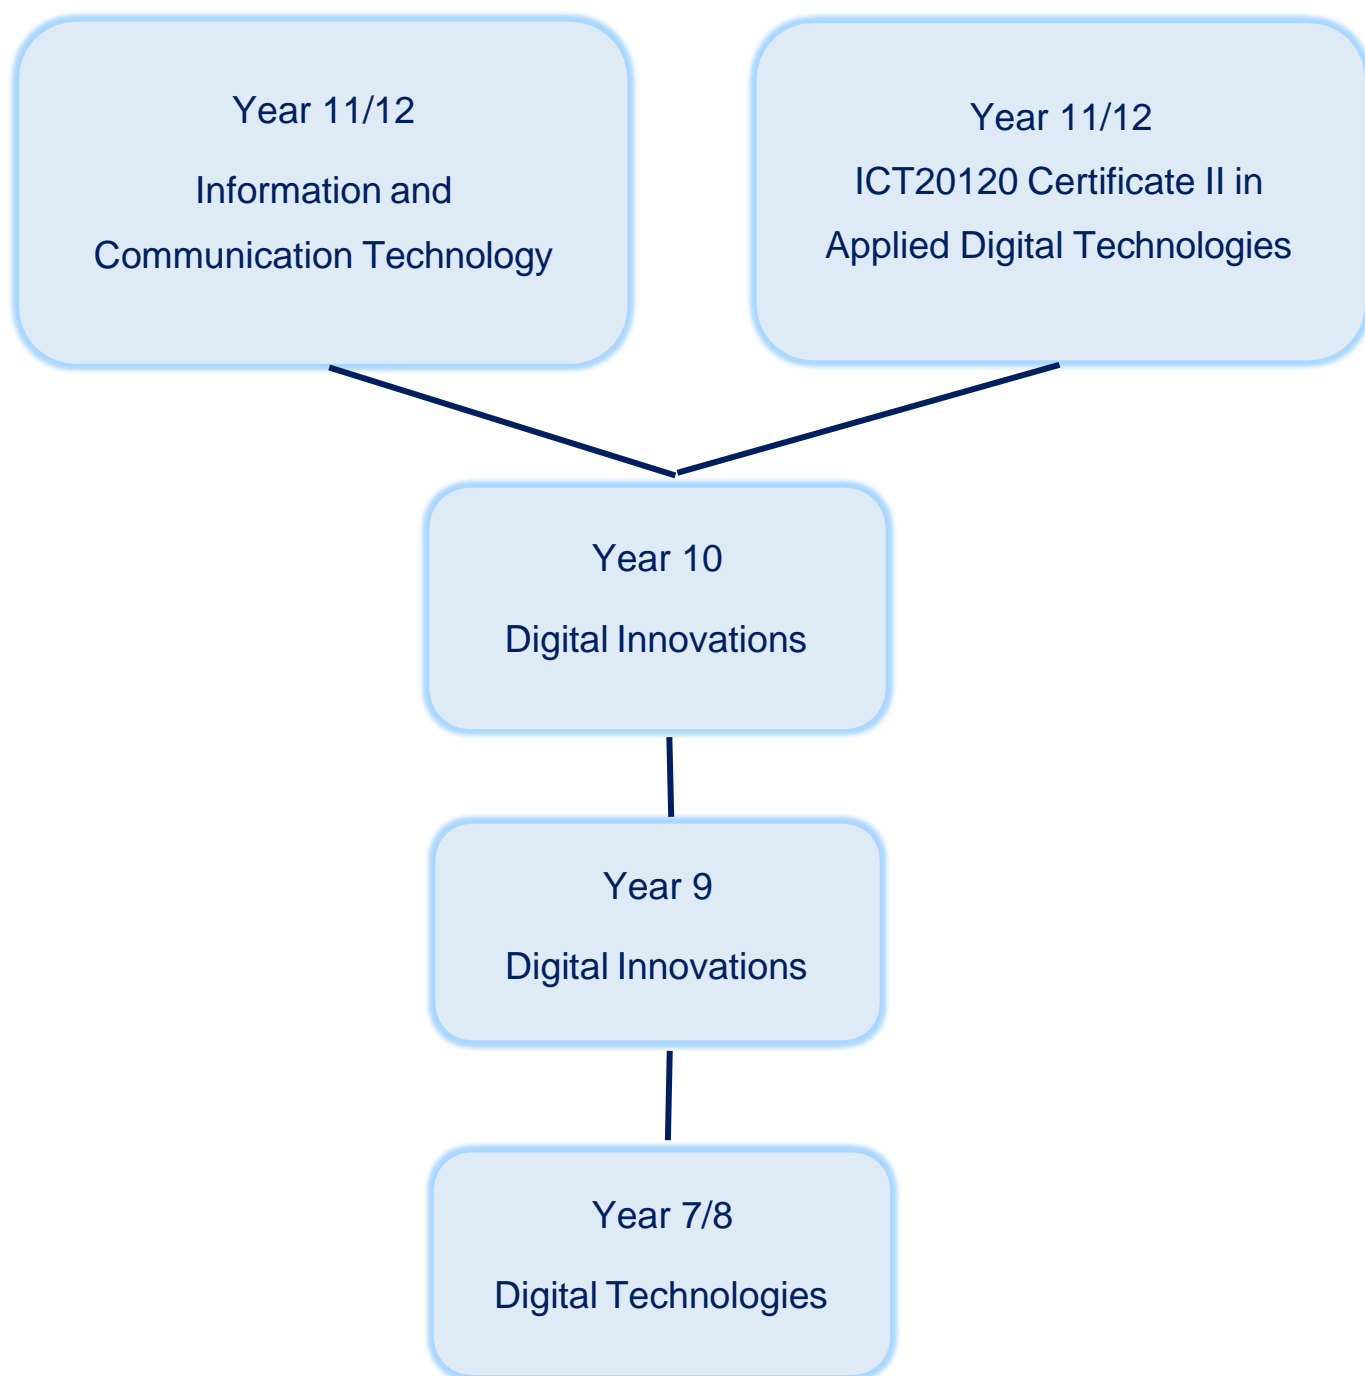 Year 11/12
Information and
Communication Technology
Year 11/12
ICT20120 Certificate II in
Applied Digital Technologies
Year 10
Digital Innovations
Year 9
Digital Innovations
Year 7/8
Digital Technologies